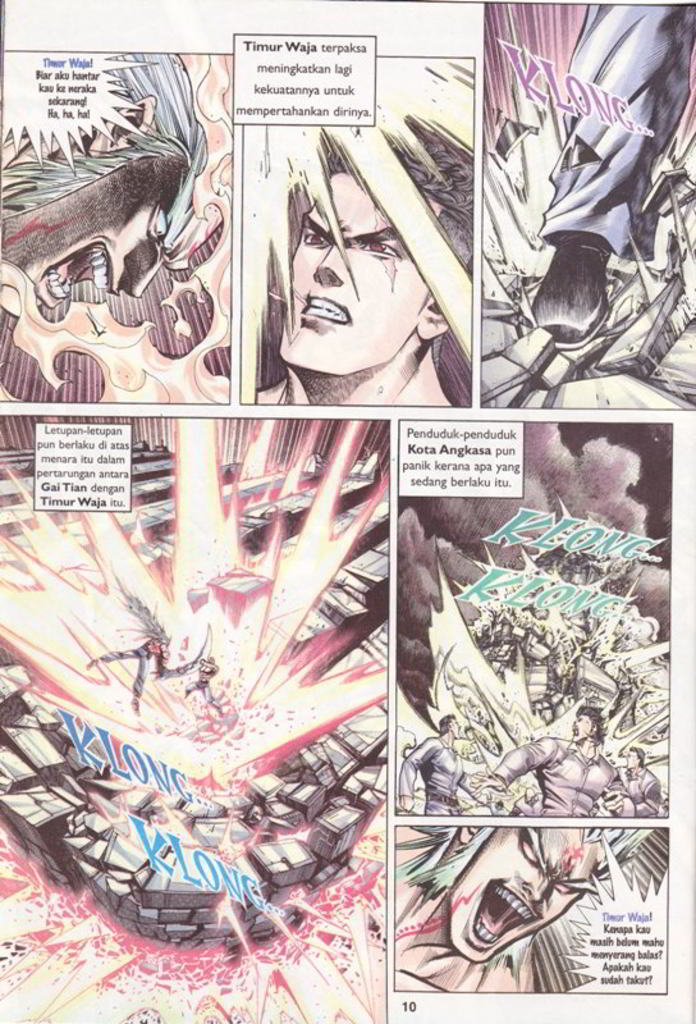 Timur Waja!
Biar aku hantar
kau ke neraka
sekarang!
Ha, ha, ha!
Timur Waja terpaksa
meningkatkan lagi
kekuatannya untuk
mempertahankan dirinya.
KLONG...
Letupan-letupan
pun berlaku di atas
menara itu dalam
pertarungan antara
Gai Tian dengan
Timur Waja itu.
KLONG...
KLONG...
Penduduk-penduduk
Kota Angkasa pun
panik kerana apa yang
sedang berlaku itu.
KLONG...
KLONG...
Timur Waja!
Kenapa kau
masih belum mahu
menyerang balas?
Apakah kau
sudah takut?
10